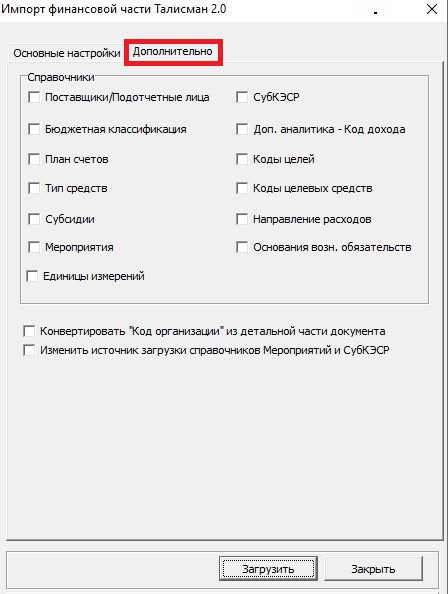 Импорт финансовой части Талисман 2.0
Основные настройки Дополнительно
Справочники
Поставщики/Подотчетные лица СубКЭСР
Бюджетная классификация Доп. аналитика - Код дохода
План счетов Коды целей
Тип средств Коды целевых средств
Субсидии Направление расходов
Мероприятия Основания возн. обязательств
Единицы измерений
Конвертировать "Код организации" из детальной части документа
Изменить источник загрузки справочников Мероприятий и СубКЭСР
Загрузить Закрыть